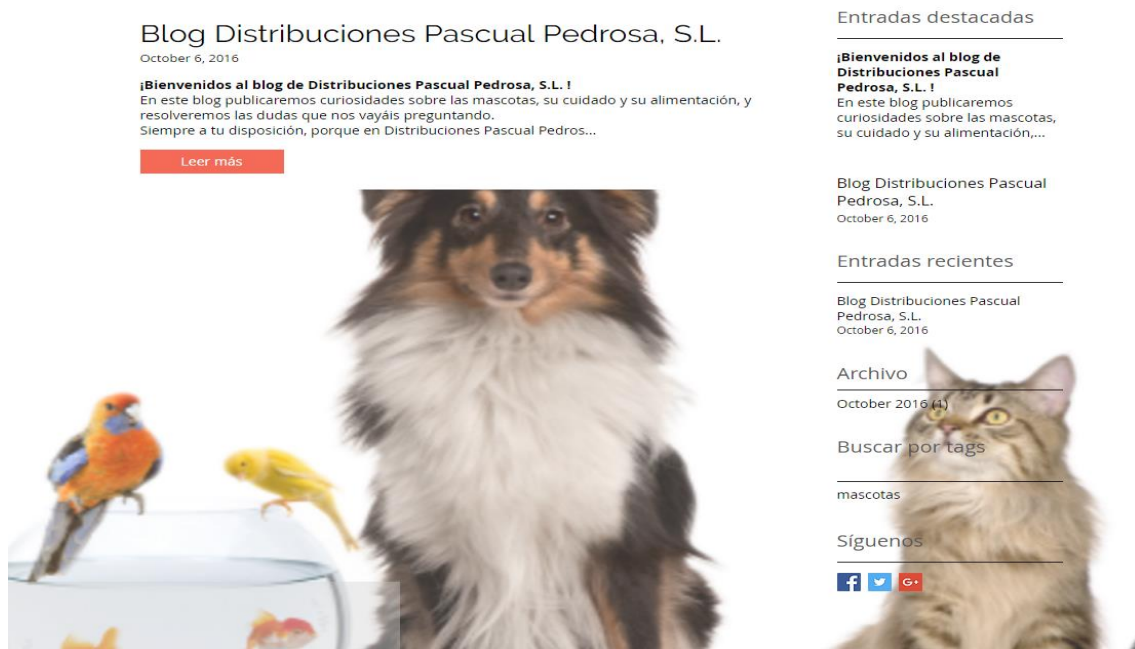 Blog Distribuciones Pascual Pedrosa, S.L.
October 6, 2016
¡Bienvenidos al blog de Distribuciones Pascual Pedrosa, S.L. !
En este blog publicaremos curiosidades sobre las mascotas, su cuidado y su alimentación, y
resolveremos las dudas que nos vayáis preguntando.
Siempre a tu disposición, porque en Distribuciones Pascual Pedros...
Leer más
Entradas destacadas
¡Bienvenidos al blog de
Distribuciones Pascual
Pedrosa, S.L. !
En este blog publicaremos
curiosidades sobre las mascotas,
su cuidado y su alimentación,...
Blog Distribuciones Pascual
Pedrosa, S.L.
October 6, 2016
Entradas recientes
Blog Distribuciones Pascual
Pedrosa, S.L.
October 6, 2016
Archivo
October 2016 (1)
Buscar por tags
mascotas
Síguenos
f
G+